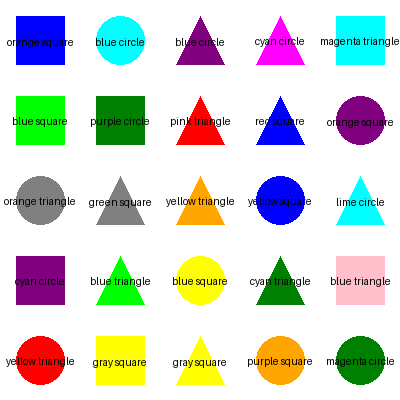 orange square
blue circle
blue circle
cyan circle
magenta triangle
blue square
purple circle
pink triangle
red square
orange square
orange triangle
green square
yellow triangle
yellow square
lime circle
cyan circle
blue triangle
blue square
cyan triangle
blue triangle
yellow triangle
gray square
gray square
purple square
magenta circle